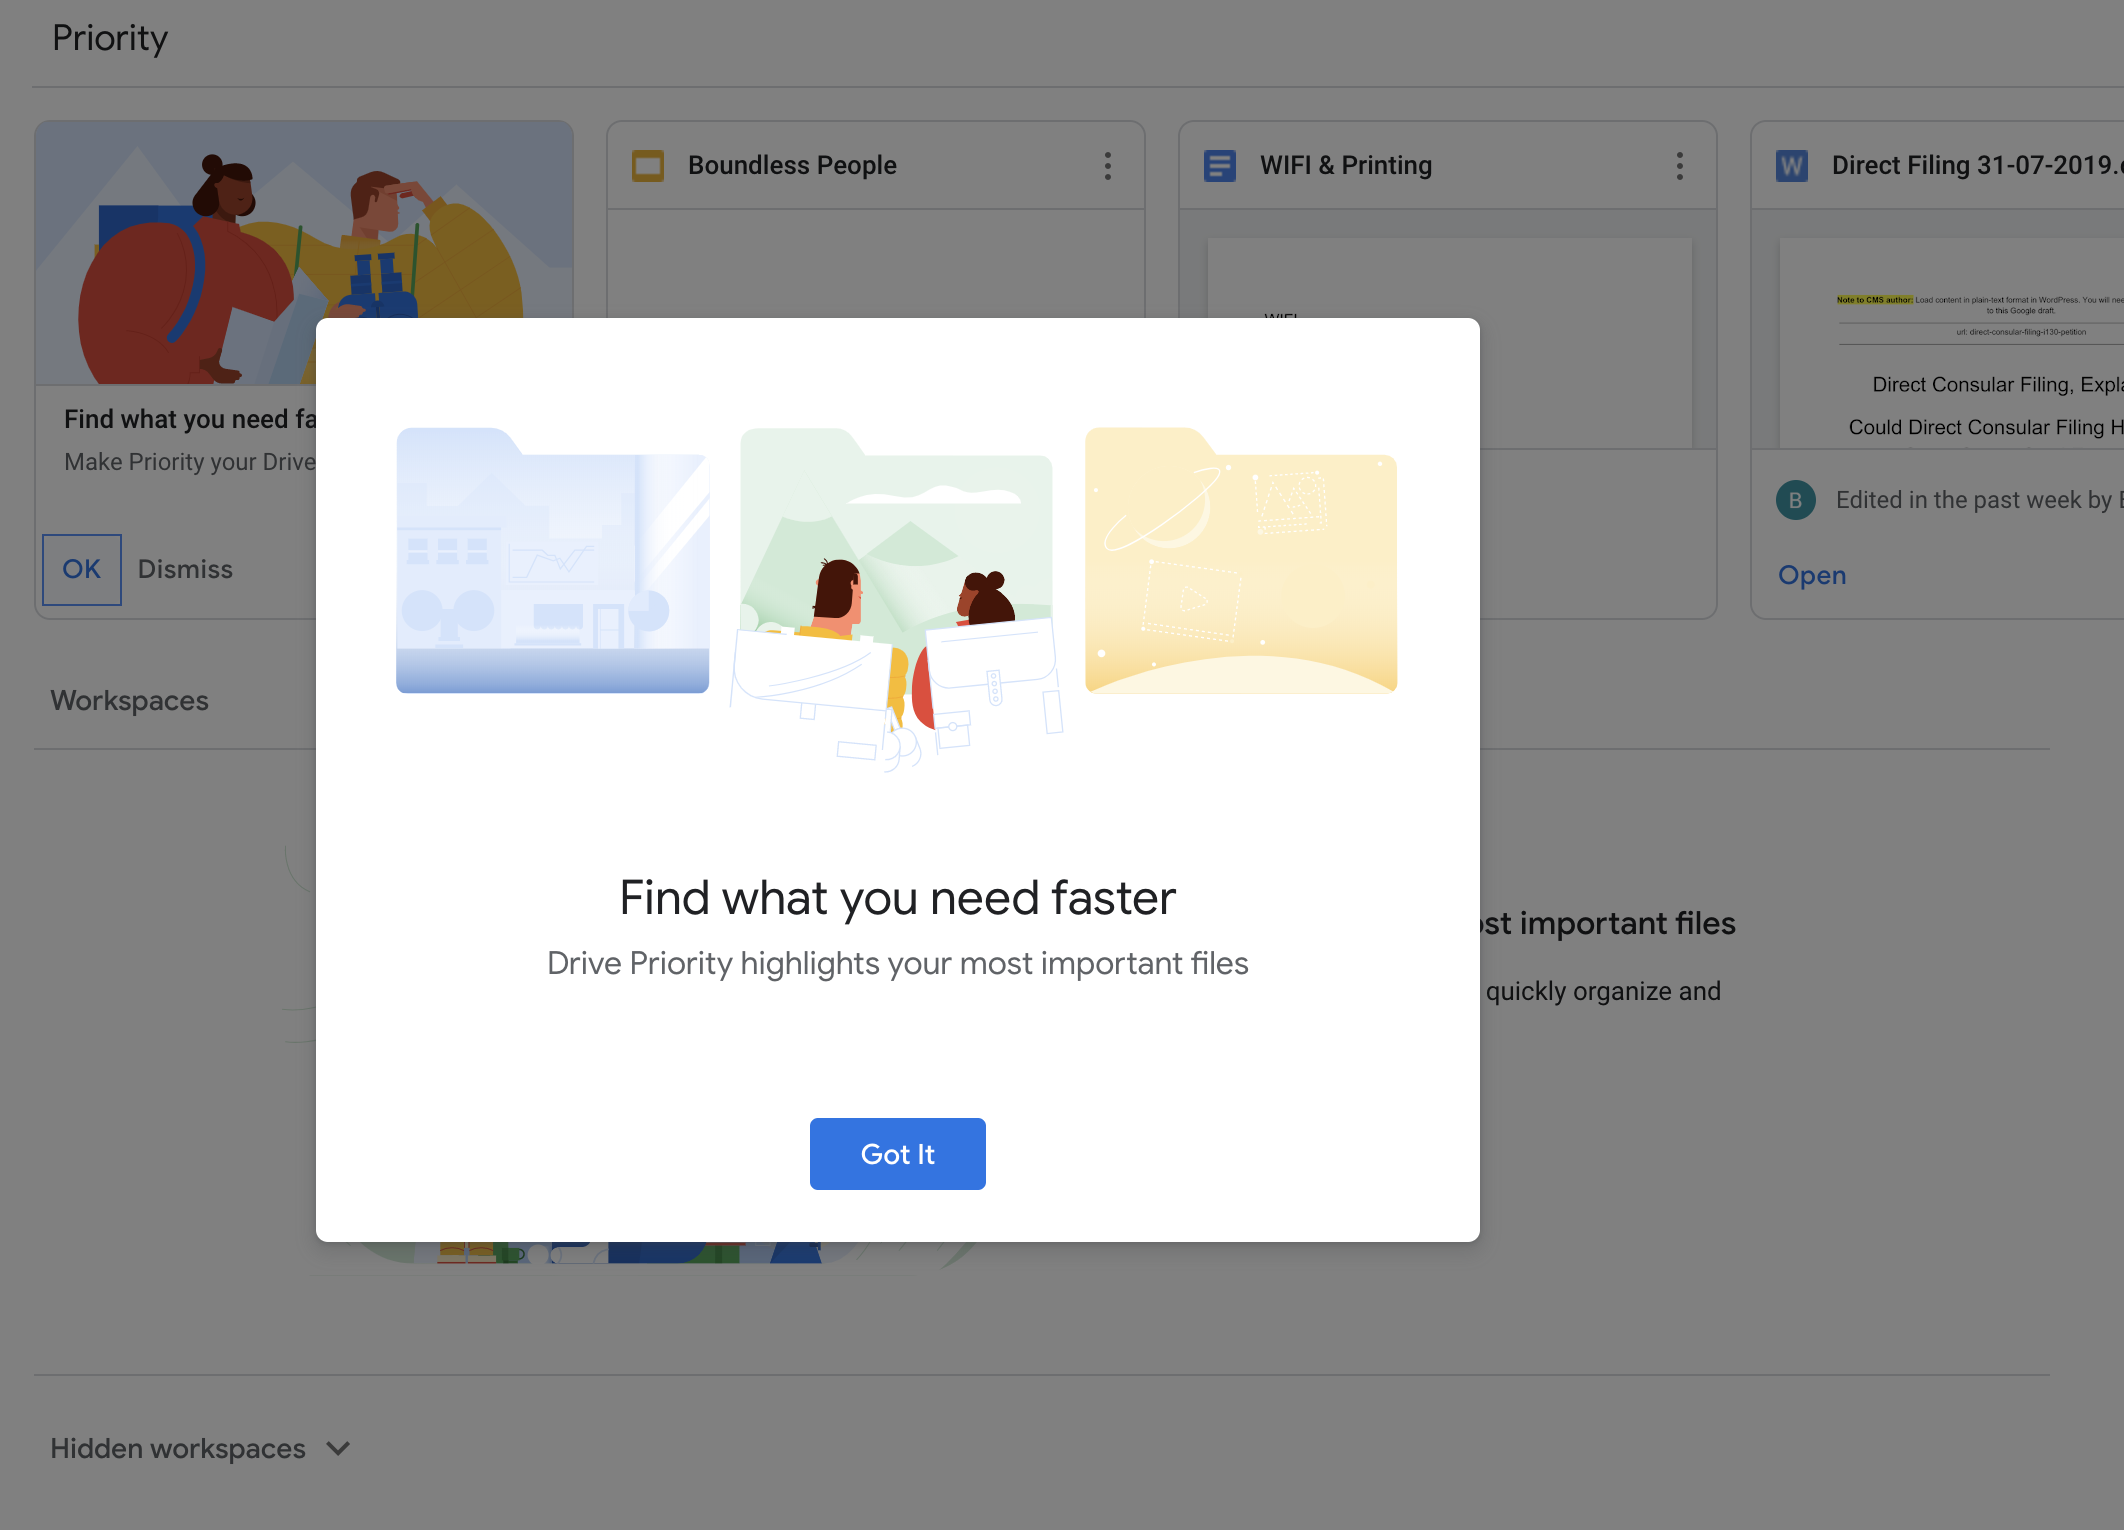 Priority
Boundless People
WIFI & Printing
W Direct Filing 31-07-2019.
Note to CMS author: Load content in plain-text format in WordPress. You will
to this Google draft.
url: direct-consular-filing-i130-petition
Direct Consular Filing,
Could Direct Consular Filing
Find what you need
Make Priority your Drive
OK
Dismiss
B Edited in the past week by
Open
Workspaces
Find what you need faster
Drive Priority highlights your most important files
Got It
important files
quickly organize and
Hidden workspaces